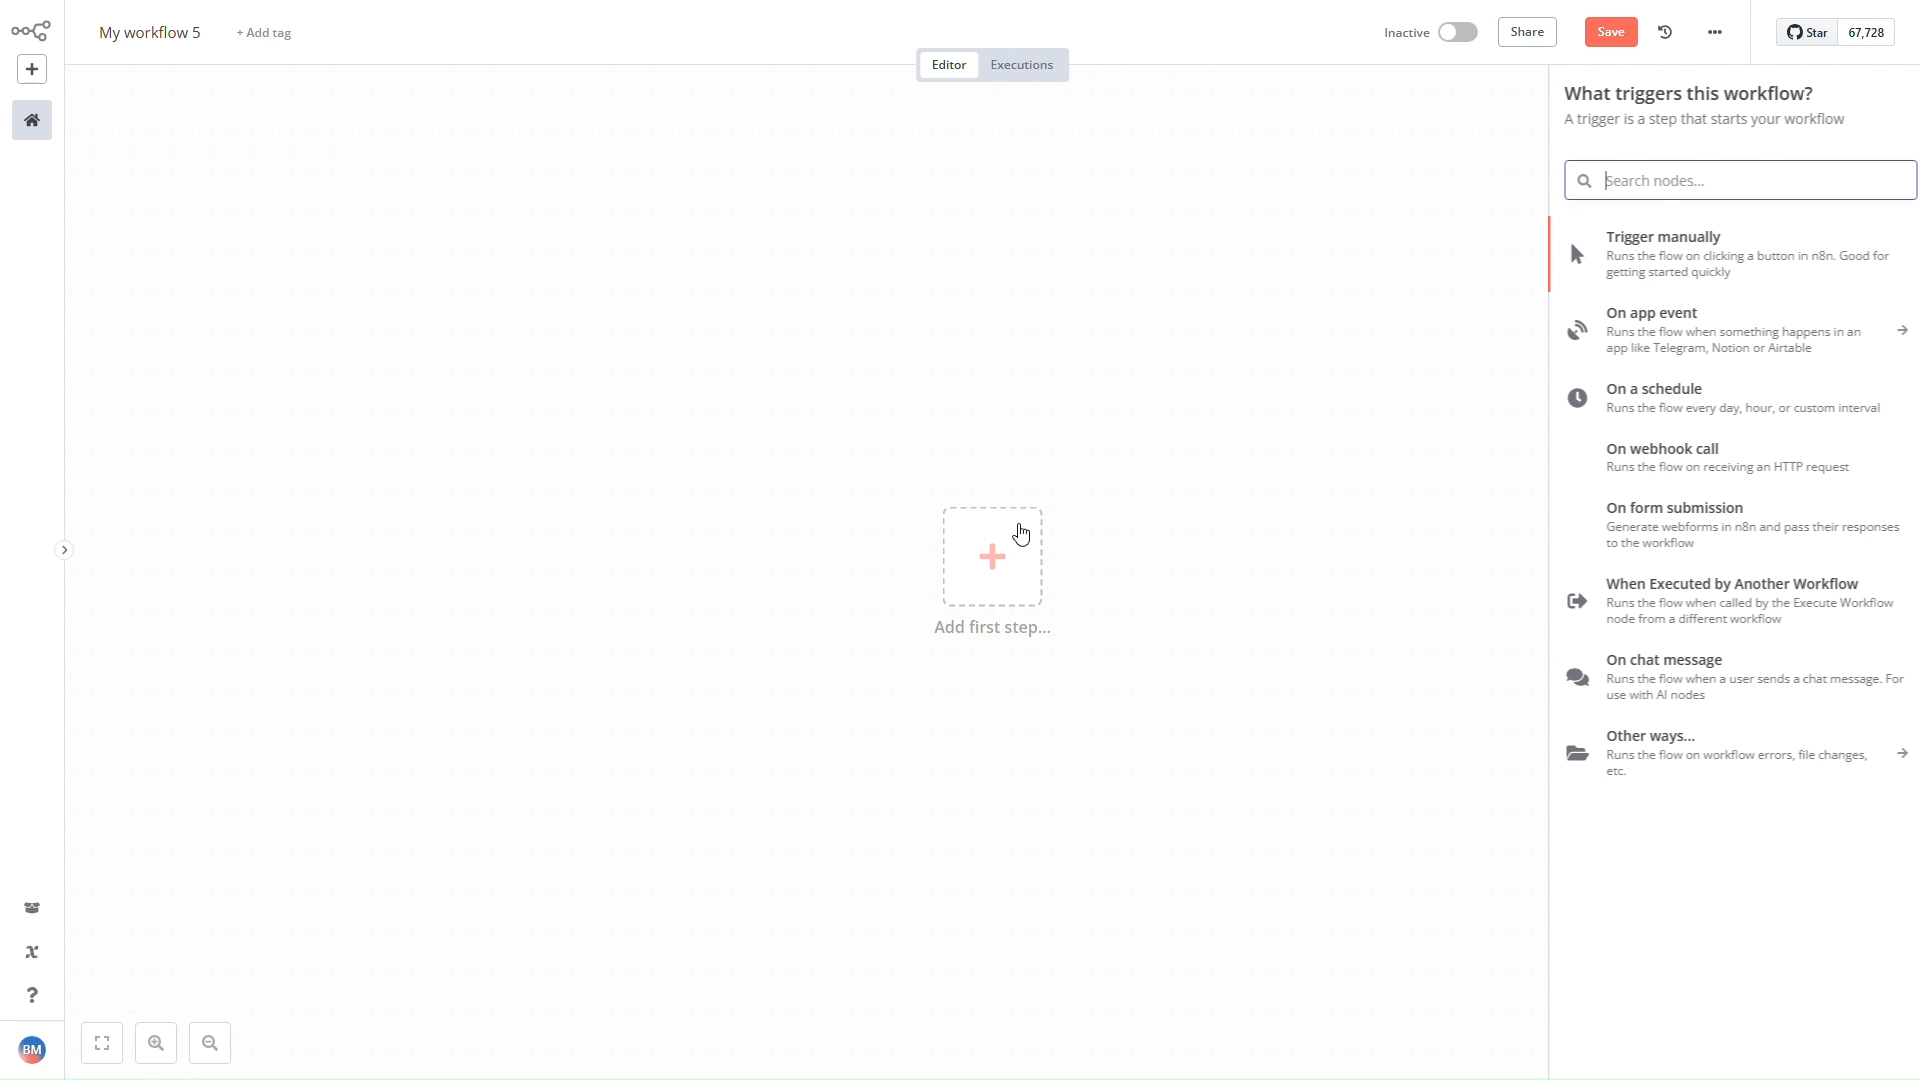 My workflow 5
+ Add tag
Inactive
Share
Save
Star
67,728
Editor
Executions
What triggers this workflow?
A trigger is a step that starts your workflow
Search nodes...
Trigger manually
Runs the flow on clicking a button in n8n. Good for
getting started quickly
On app event
Runs the flow when something happens in an
app like Telegram, Notion or Airtable
On a schedule
Runs the flow every day, hour, or custom interval
On webhook call
Runs the flow on receiving an HTTP request
On form submission
Generate webforms in n8n and pass their responses
to the workflow
When Executed by Another Workflow
Runs the flow when called by the Execute Workflow
node from a different workflow
On chat message
Runs the flow when a user sends a chat message. For
use with AI nodes
Other ways...
Runs the flow on workflow errors, file changes,
etc.
Add first step...
BM